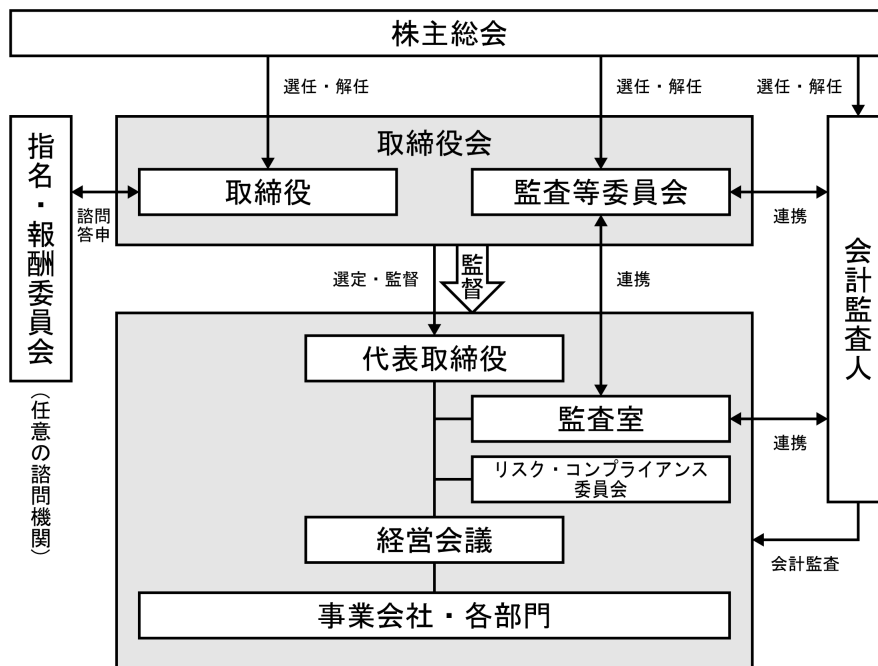 株主総会
選任・解任
選任・解任
選任・解任
指名・報酬委員会
(任意の諮問機関)
取締役会
取締役
監査等委員会
諮問
答申
連携
会計監査人
選定・監督
監督
連携
代表取締役
監査室
連携
リスク・コンプライアンス
委員会
経営会議
会計監査
事業会社・各部門